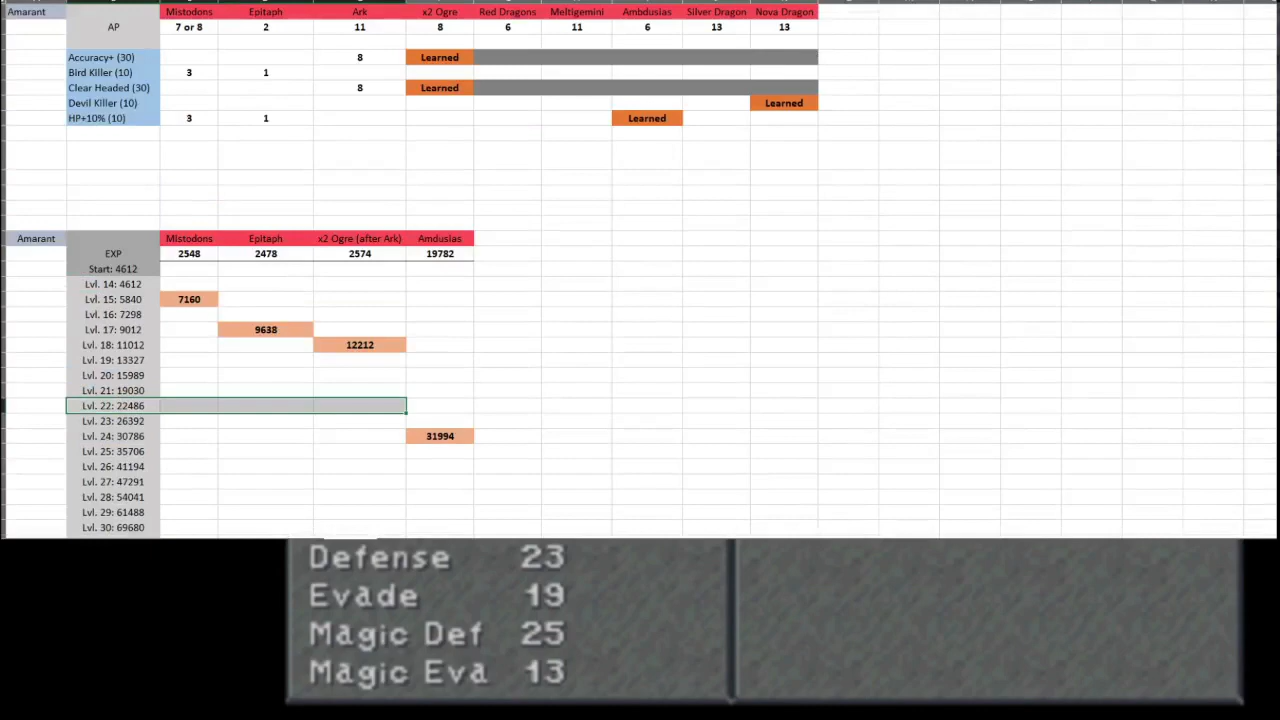 Amarant Mistodons Epitaph Ark x2 Ogre Red Dragons Meltigemini Ambdusias Silver Dragon Nova Dragon
AP 7 or 8 2 11 8 6 11 6 13 13
Accuracy+ (30) 8 Learned
Bird Killer (10) 3 1
Clear Headed (30) 8 Learned
Devil Killer (10) Learned
HP+10% (10) 3 1 Learned
Amarant Mistodons Epitaph x2 Ogre (after Ark) Amdusias
EXP 2548 2478 2574 19782
Start: 4612
Lvl. 14: 4612
Lvl. 15: 5840 7160
Lvl. 16: 7298
Lvl. 17: 9012 9638
Lvl. 18: 11012 12212
Lvl. 19: 13327
Lvl. 20: 15989
Lvl. 21: 19030
Lvl. 22: 22486
Lvl. 23: 26392
Lvl. 24: 30786 31994
Lvl. 25: 35706
Lvl. 26: 41194
Lvl. 27: 47291
Lvl. 28: 54041
Lvl. 29: 61488
Lvl. 30: 69680
Defense 23
Evade 19
Magic Def 25
Magic Eva 13